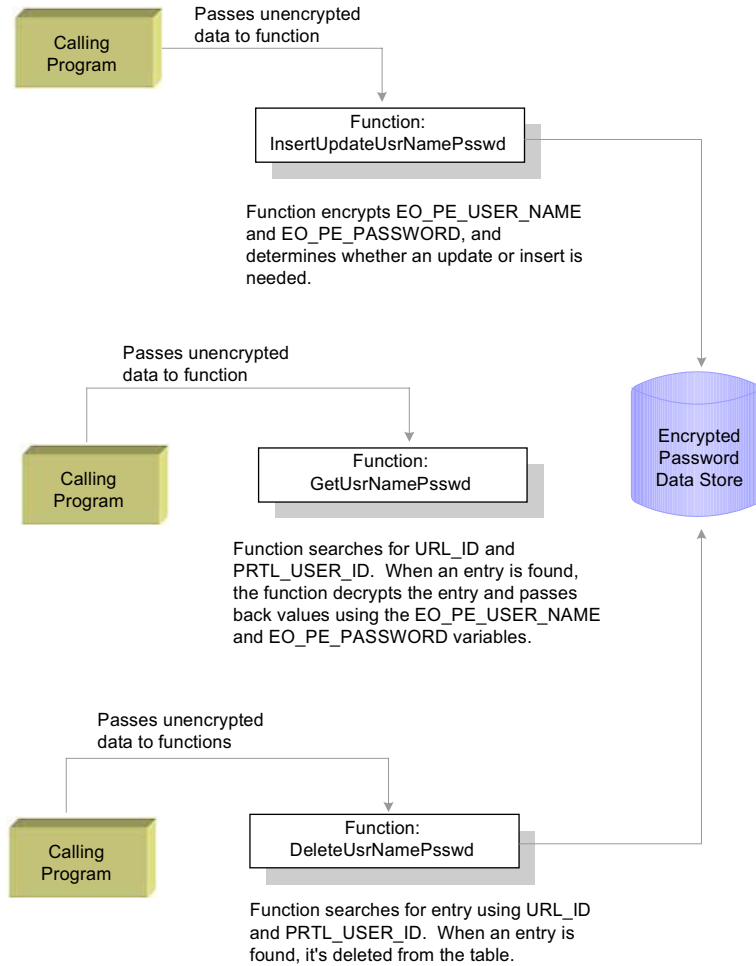 Passes unencrypted
data to function
Calling
Program
Function:
InsertUpdateUsrNamePsswd
Function encrypts EO_PE_USER_NAME
and EO_PE_PASSWORD, and
determines whether an update or insert is
needed.
Passes unencrypted
data to function
Calling
Program
Function:
GetUsrNamePsswd
Encrypted
Password
Data Store
Function searches for URL_ID and
PRTL_USER_ID.  When an entry is found,
the function decrypts the entry and passes
back values using the EO_PE_USER_NAME
and EO_PE_PASSWORD variables.
Passes unencrypted
data to functions
Calling
Program
Function:
DeleteUsrNamePsswd
Function searches for entry using URL_ID
and PRTL_USER_ID.  When an entry is
found, it's deleted from the table.